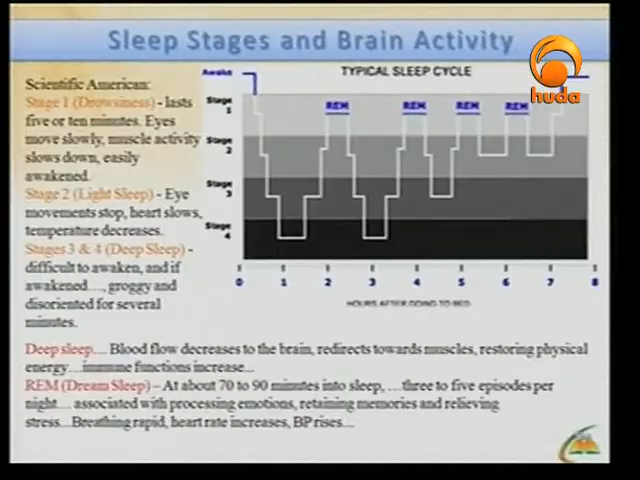 Sleep Stages and Brain Activity
Scientific American:
Stage 1 (Drowsiness) - lasts
five or ten minutes. Eyes
move slowly, muscle activity
slows down, easily
awakened.
Stage 2 (Light Sleep) - Eye
movements stop, heart slows,
temperature decreases.
Stages 3 & 4 (Deep Sleep) -
difficult to awaken, and if
awakened...., groggy and
disoriented for several
minutes.
TYPICAL SLEEP CYCLE
Awake
Stage 1
Stage 2
Stage 3
Stage 4
REM REM REM REM
0 1 2 3 4 5 6 7 8
HOURS AFTER GOING TO BED
huda
Deep sleep.... Blood flow decreases to the brain, redirects towards muscles, restoring physical
energy....immune functions increase...
REM (Dream Sleep) – At about 70 to 90 minutes into sleep, ....three to five episodes per
night.... associated with processing emotions, retaining memories and relieving
stress...Breathing rapid, heart rate increases, BP rises...